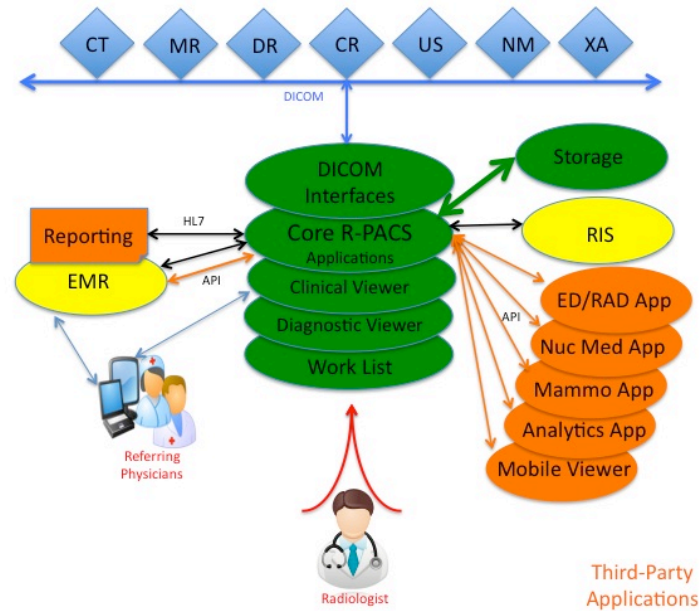 CT
MR
DR
CR
US
NM
XA
DICOM
DICOM
Interfaces
Storage
HL7
Reporting
Core R-PACS
Applications
RIS
EMR
API
Clinical Viewer
ED/RAD App
API
Diagnostic Viewer
Nuc Med App
Work List
Mammo App
Analytics App
Mobile Viewer
Referring
Physicians
Radiologist
Third-Party
Applications